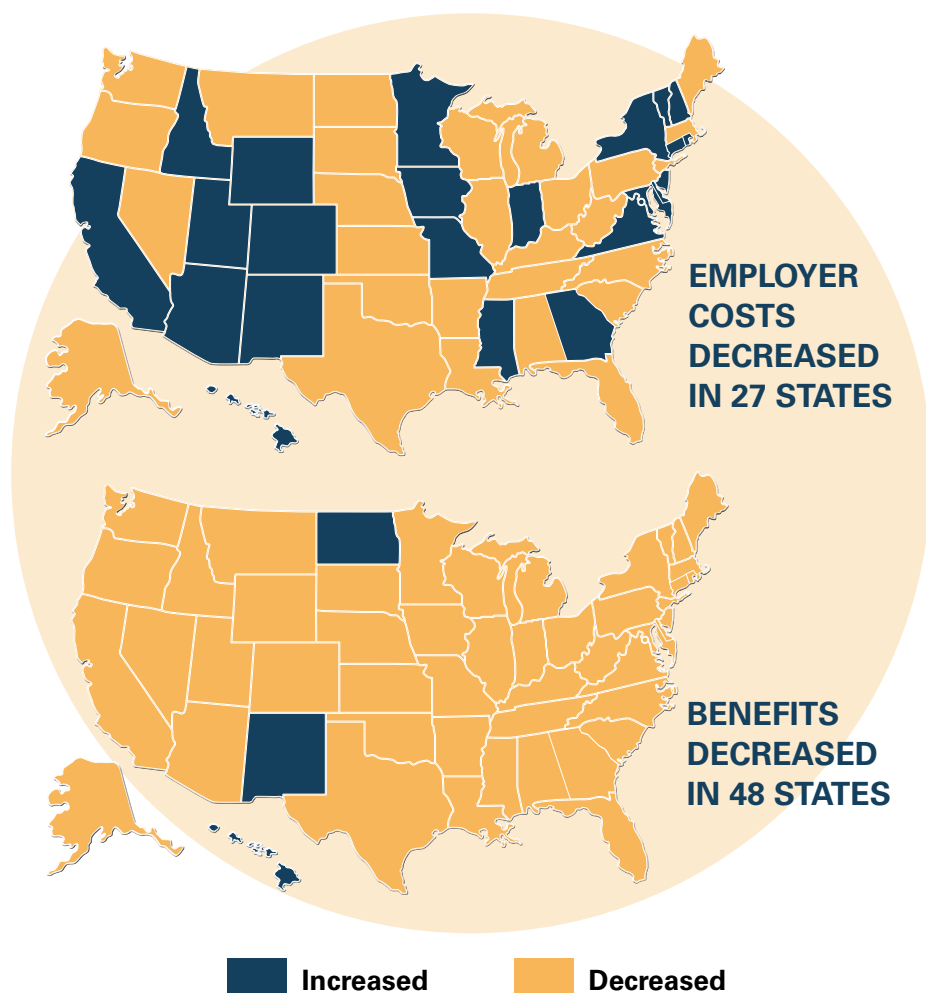 EMPLOYER
COSTS
DECREASED
IN 27 STATES
BENEFITS
DECREASED
IN 48 STATES
Increased
Decreased